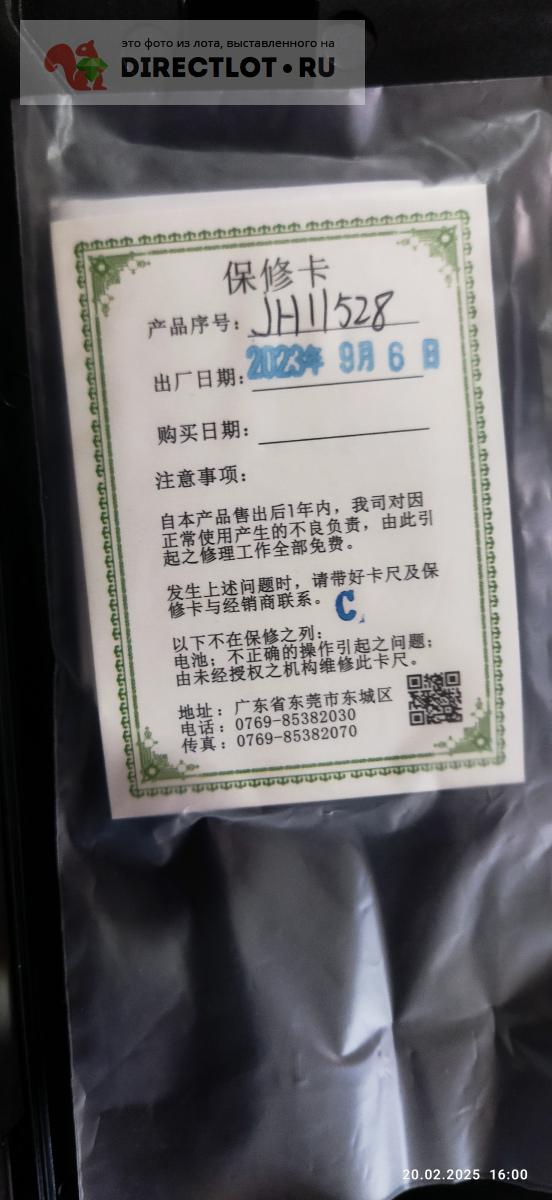 это фото из лота, выставленного на
DIRECTLOT•RU
保修卡
产品序号: JH11528
出厂日期: 2023年 9月 6 日
购买日期:
注意事项:
自本产品售出后1年内，我司对因
正常使用产生的不良负责，由此引
起之修理工作全部免费。
发生上述问题时，请带好卡尺及保
修卡与经销商联系。
C
以下不在保修之列:
电池；不正确的操作引起之问题；
由未经授权之机构维修此卡尺。
地址: 广东省东莞市东城区
电话: 0769-85382030
传真: 0769-85382070
20.02.2025 16:00